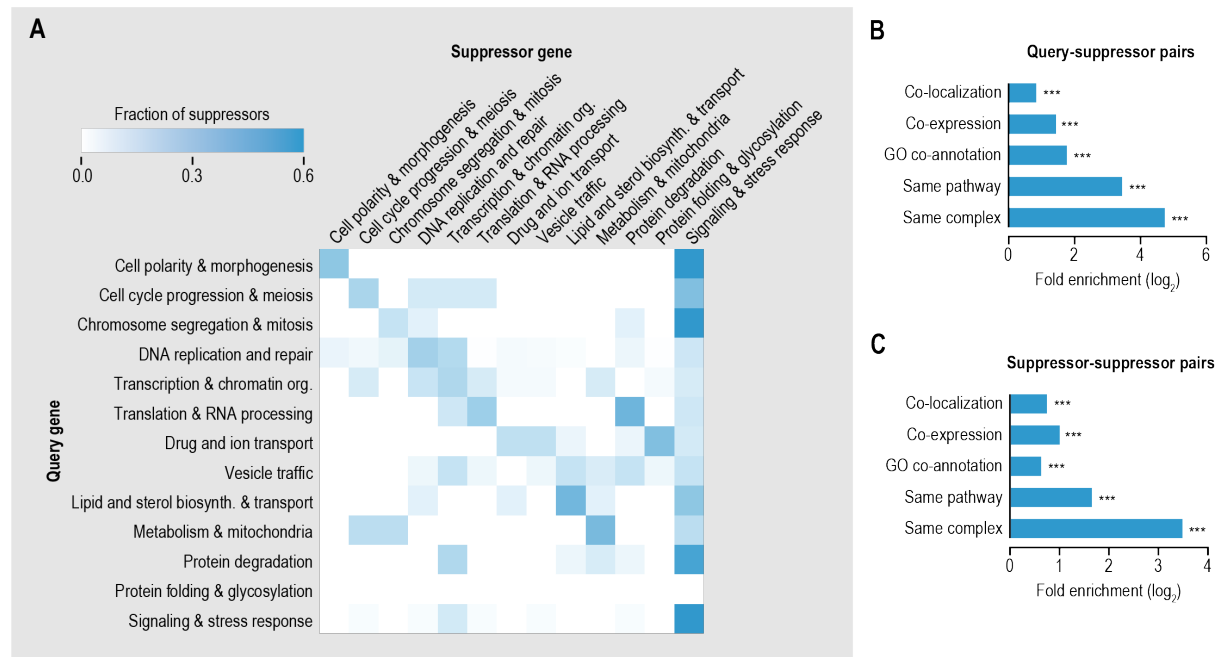 A
Suppressor gene
Fraction of suppressors
0.0 0.3 0.6
Cell polarity & morphogenesis
Cell cycle progression & meiosis
Chromosome segregation & mitosis
DNA replication and repair
Transcription & chromatin org.
Translation & RNA processing
Drug and ion transport
Vesicle traffic
Lipid and sterol biosynth. & transport
Metabolism & mitochondria
Protein degradation
Protein folding & glycosylation
Signaling & stress response
Query gene
Cell polarity & morphogenesis
Cell cycle progression & meiosis
Chromosome segregation & mitosis
DNA replication and repair
Transcription & chromatin org.
Translation & RNA processing
Drug and ion transport
Vesicle traffic
Lipid and sterol biosynth. & transport
Metabolism & mitochondria
Protein degradation
Protein folding & glycosylation
Signaling & stress response
B
Query-suppressor pairs
Co-localization ***
Co-expression ***
GO co-annotation ***
Same pathway ***
Same complex ***
0 2 4 6
Fold enrichment (log2)
C
Suppressor-suppressor pairs
Co-localization ***
Co-expression ***
GO co-annotation ***
Same pathway ***
Same complex ***
0 1 2 3 4
Fold enrichment (log2)